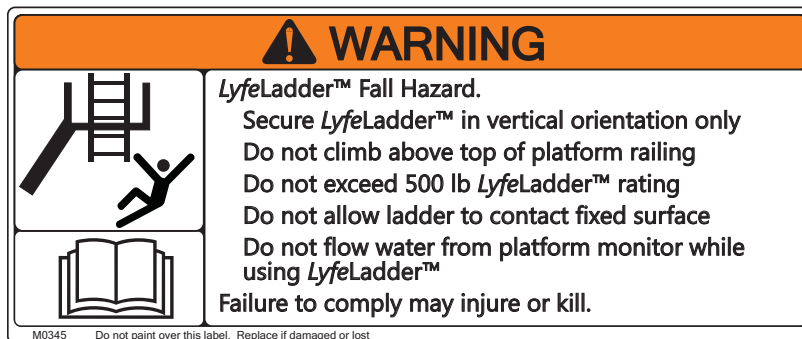 WARNING
LyfeLadder™ Fall Hazard.
Secure LyfeLadder™ in vertical orientation only
Do not climb above top of platform railing
Do not exceed 500 lb LyfeLadder™ rating
Do not allow ladder to contact fixed surface
Do not flow water from platform monitor while
using LyfeLadder™
Failure to comply may injure or kill.
M0345 Do not paint over this label. Replace if damaged or lost